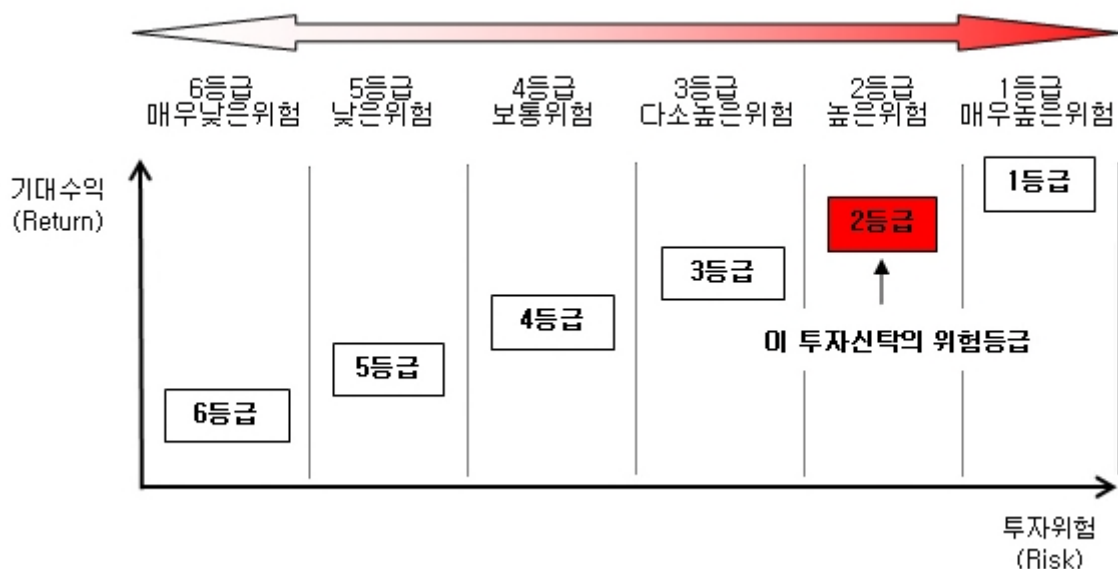 6등급 5등급 4등급 3등급 2등급 1등급
매우낮은위험 낮은위험 보통위험 다소높은위험 높은위험 매우높은위험
기대수익
(Return)
1등급
2등급
3등급
4등급
이 투자신탁의 위험등급
5등급
6등급
투자위험
(Risk)